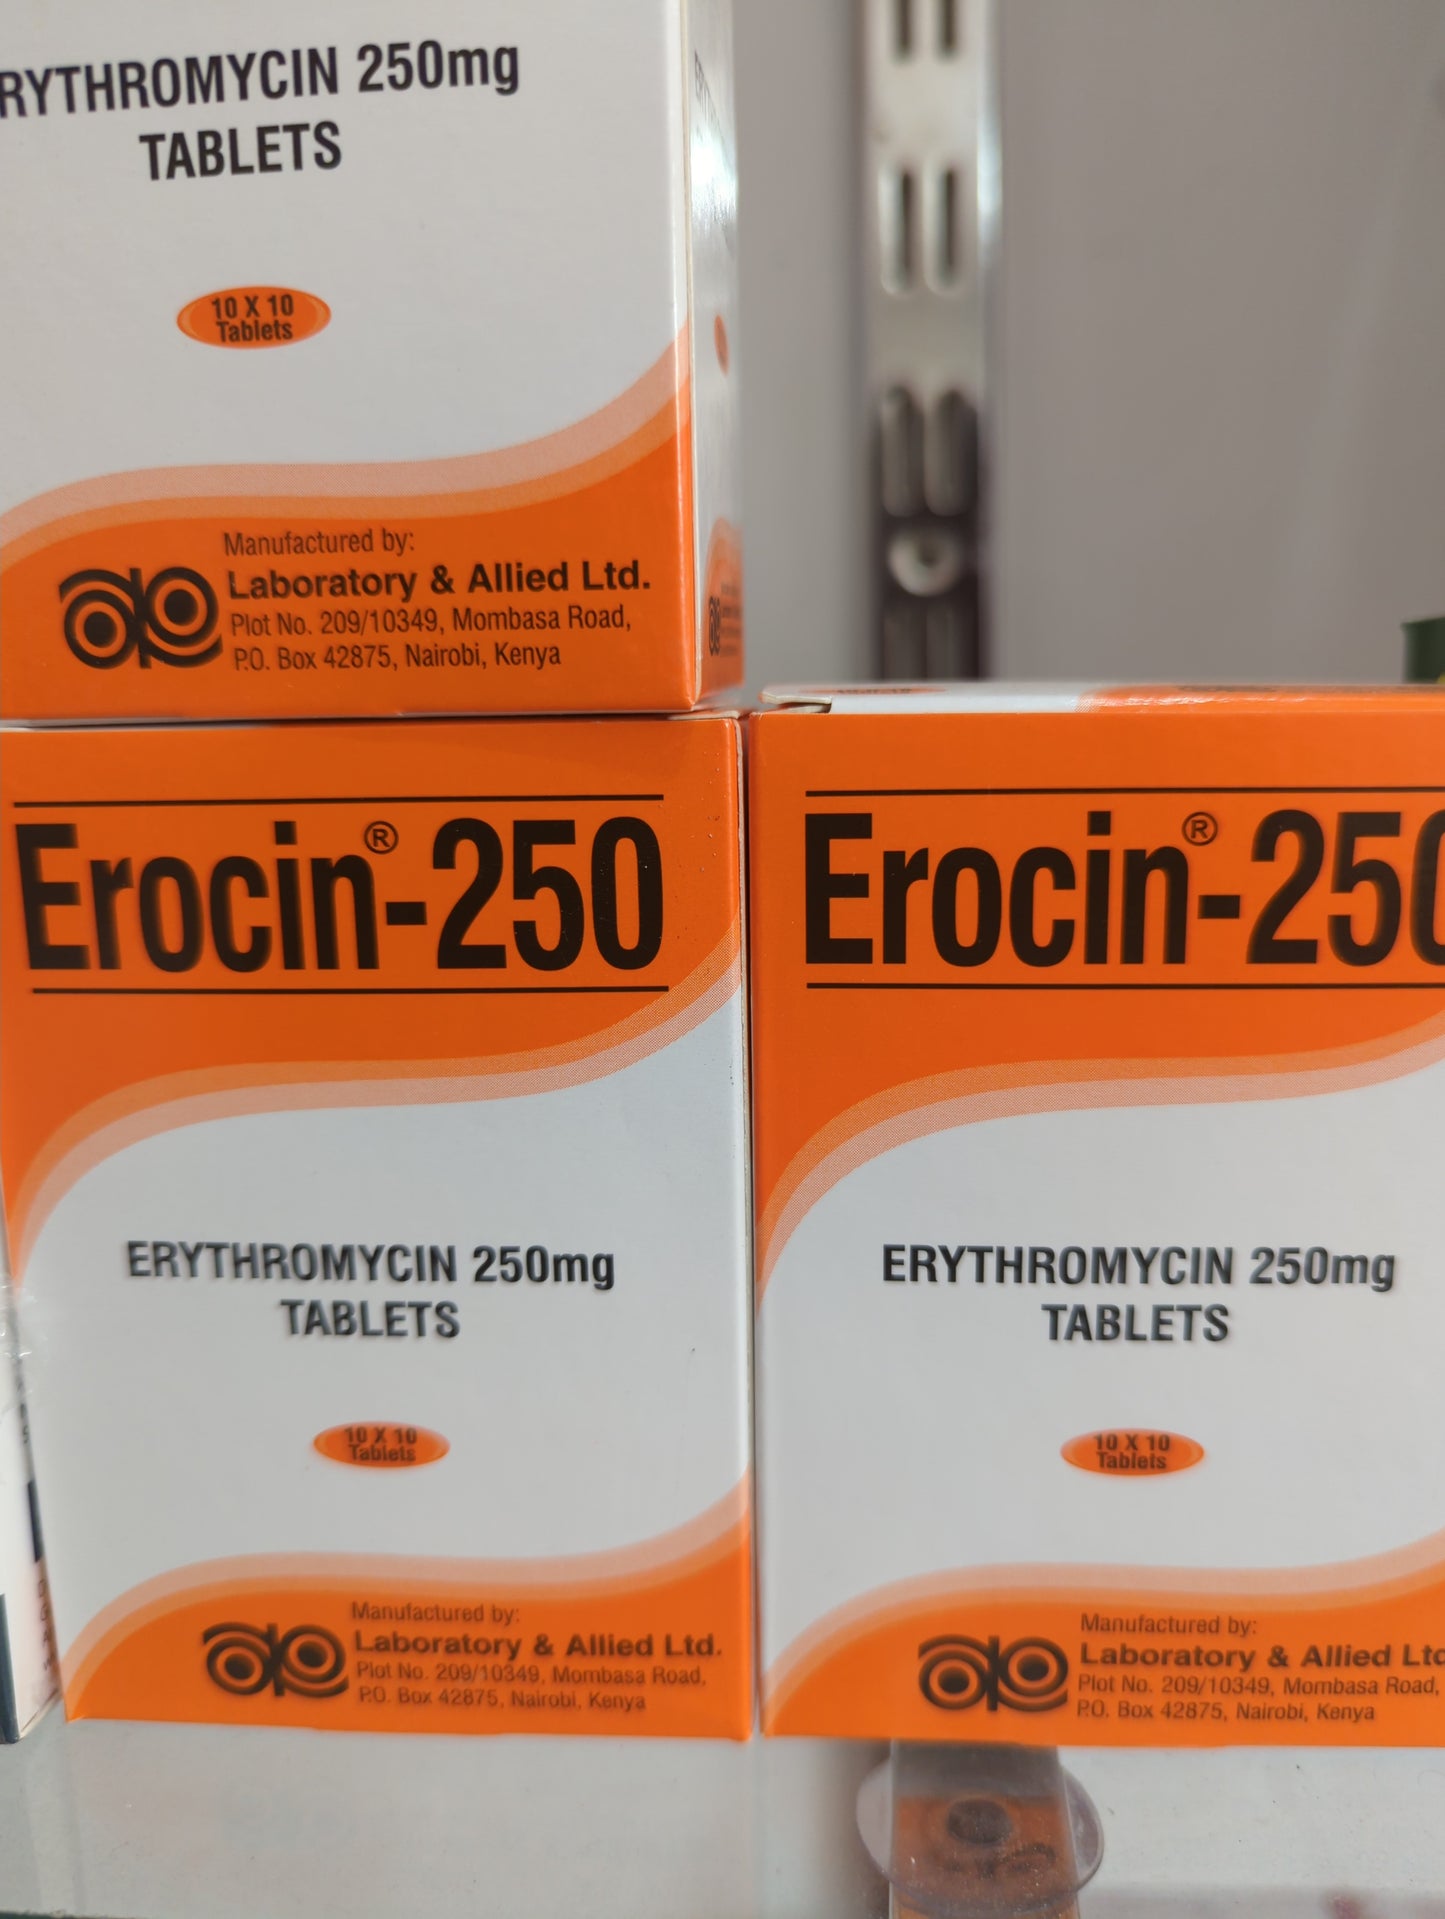 RYTHROMYCIN 250mg
TABLETS
10 X 10
Tablets
Manufactured by:
Laboratory & Allied Ltd.
Plot No. 209/10349, Mombasa Road,
P.O. Box 42875, Nairobi, Kenya
Erocin®-250
ERYTHROMYCIN 250mg
TABLETS
10 X 10
Tablets
Manufactured by:
Laboratory & Allied Ltd.
Plot No. 209/10349, Mombasa Road,
P.O. Box 42875, Nairobi, Kenya
Erocin®-250
ERYTHROMYCIN 250mg
TABLETS
10 X 10
Tablets
Manufactured by:
Laboratory & Allied Ltd
Plot No. 209/10349, Mombasa Road,
P.O. Box 42875, Nairobi, Kenya